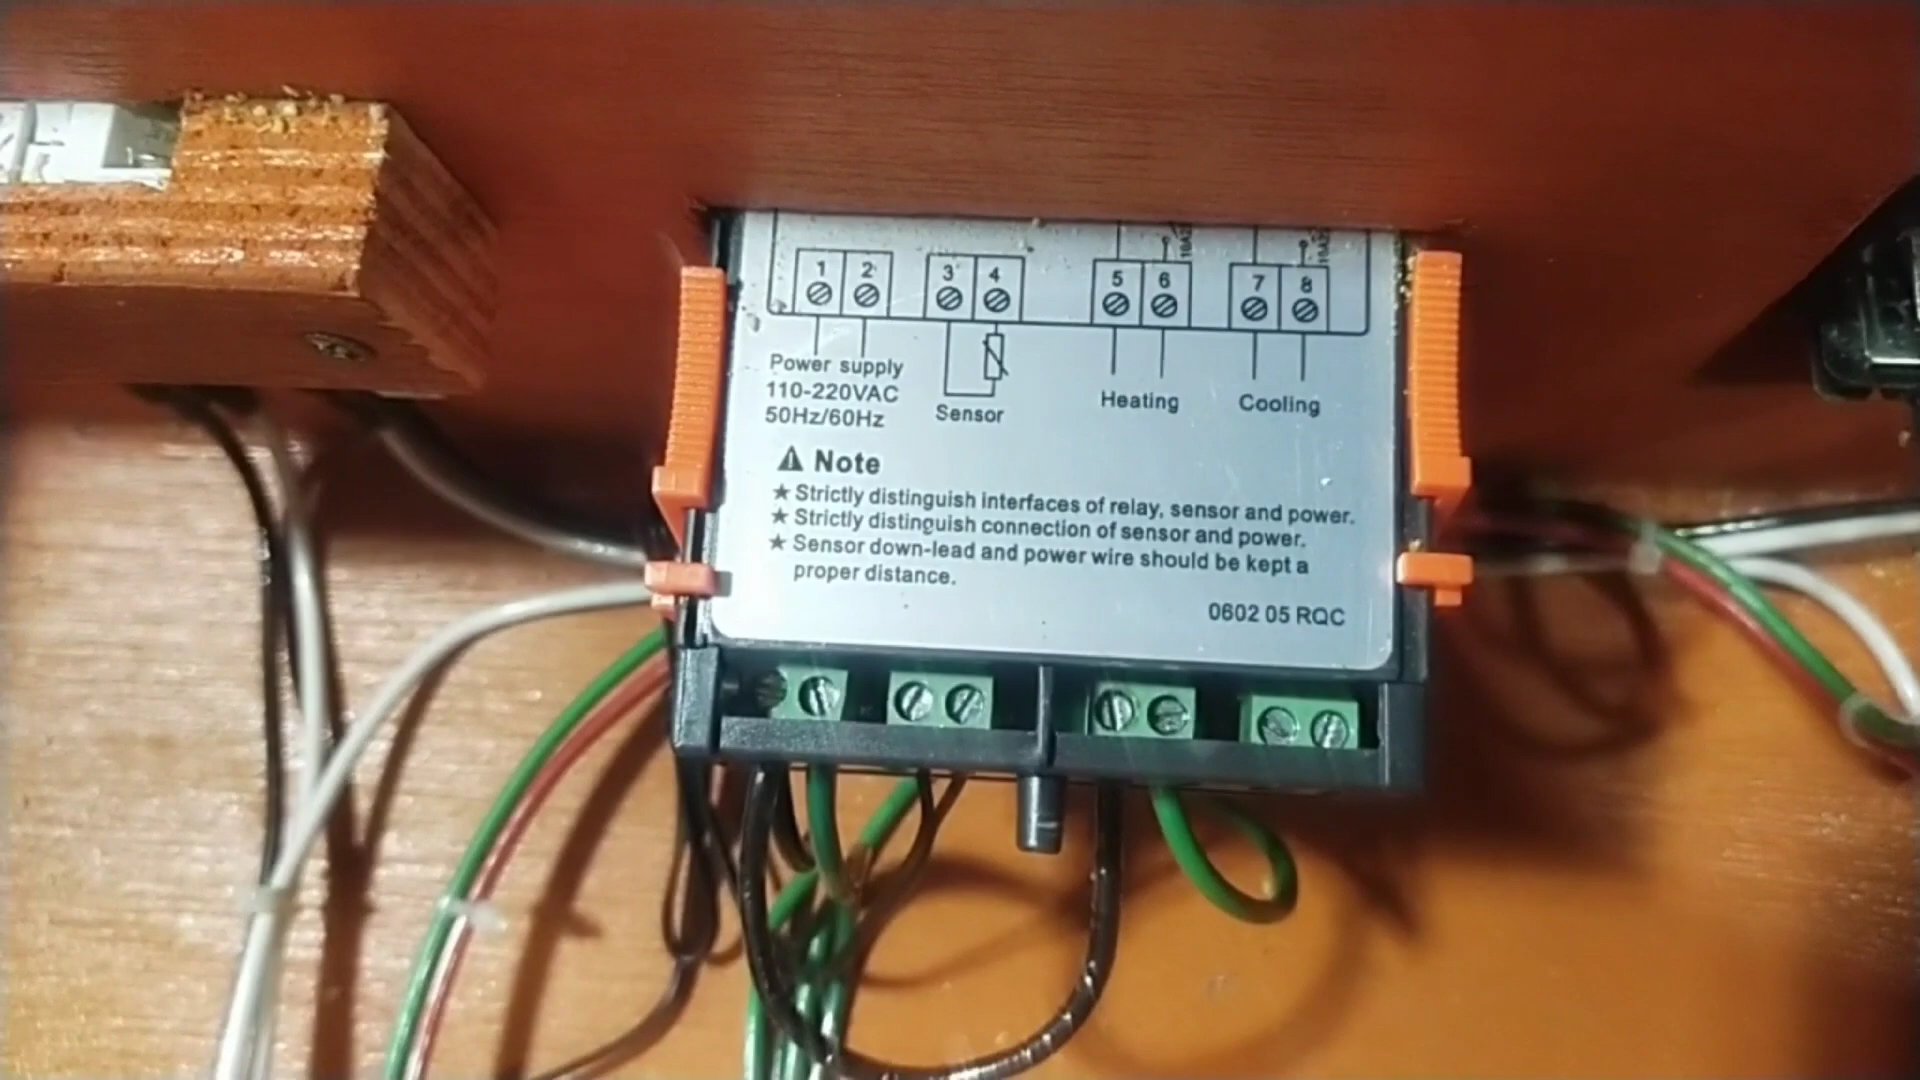 1 2 3 4 5 6 7 8
Power supply
110-220VAC
50Hz/60Hz
Sensor
Heating
Cooling
⚠ Note
★ Strictly distinguish interfaces of relay, sensor and power.
★ Strictly distinguish connection of sensor and power.
★ Sensor down-lead and power wire should be kept a
proper distance.
0602 05 RQC